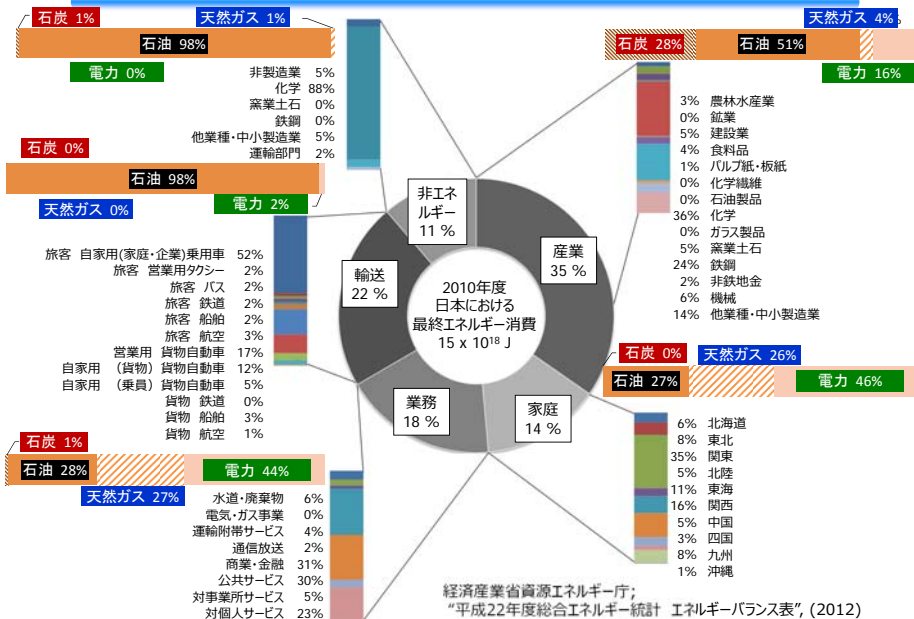 石炭 1%
天然ガス 1%
石油 98%
電力 0%
非製造業 5%
化学 88%
窯業土石 0%
鉄鋼 0%
他業種・中小製造業 5%
運輸部門 2%
石炭 0%
石油 98%
天然ガス 0%
電力 2%
旅客 自家用(家庭・企業)乗用車 52%
旅客 営業用タクシー 2%
旅客 バス 2%
旅客 鉄道 2%
旅客 船舶 2%
旅客 航空 3%
営業用 貨物自動車 17%
自家用 (貨物) 貨物自動車 12%
自家用 (乗員) 貨物自動車 5%
貨物 鉄道 0%
貨物 船舶 3%
貨物 航空 1%
石炭 1%
石油 28%
電力 44%
天然ガス 27%
水道・廃棄物 6%
電気・ガス事業 0%
運輸附帯サービス 4%
通信放送 2%
商業・金融 31%
公共サービス 30%
対事業所サービス 5%
対個人サービス 23%
非エネ
ルギー
11 %
産業
35 %
輸送
22 %
業務
18 %
家庭
14 %
2010年度
日本における
最終エネルギー消費
15 x 10¹⁸ J
天然ガス 4%
石炭 28%
石油 51%
電力 16%
3% 農林水産業
0% 鉱業
5% 建設業
4% 食料品
1% パルプ紙・板紙
0% 化学繊維
0% 石油製品
36% 化学
0% ガラス製品
5% 窯業土石
24% 鉄鋼
2% 非鉄地金
6% 機械
14% 他業種・中小製造業
石炭 0%
天然ガス 26%
石油 27%
電力 46%
6% 北海道
8% 東北
35% 関東
5% 北陸
11% 東海
16% 関西
5% 中国
3% 四国
8% 九州
1% 沖縄
経済産業省資源エネルギー庁;
"平成22年度総合エネルギー統計 エネルギーバランス表", (2012)